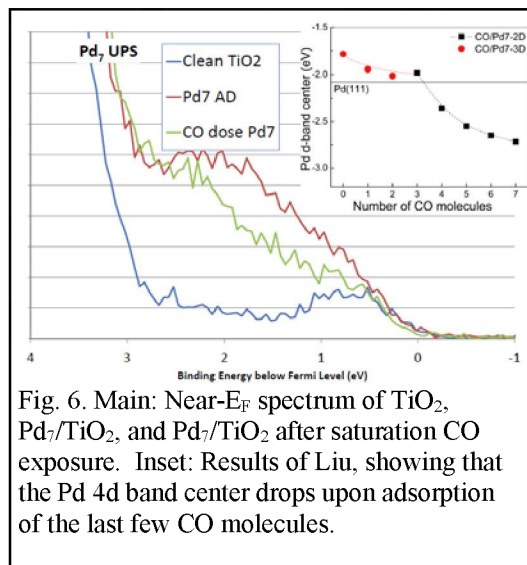 Pd7 UPS
Clean TiO2
Pd7 AD
CO dose Pd7
CO/Pd7-2D
CO/Pd7-3D
Pd d-band center (eV)
-1.5
-2.0
-2.5
-3.0
Pd(111)
0 1 2 3 4 5 6 7
Number of CO molecules
4 3 2 1 0 -1
Binding Energy below Fermi Level (eV)
Fig. 6. Main: Near-EF spectrum of TiO2,
Pd7/TiO2, and Pd7/TiO2 after saturation CO
exposure. Inset: Results of Liu, showing that
the Pd 4d band center drops upon adsorption
of the last few CO molecules.